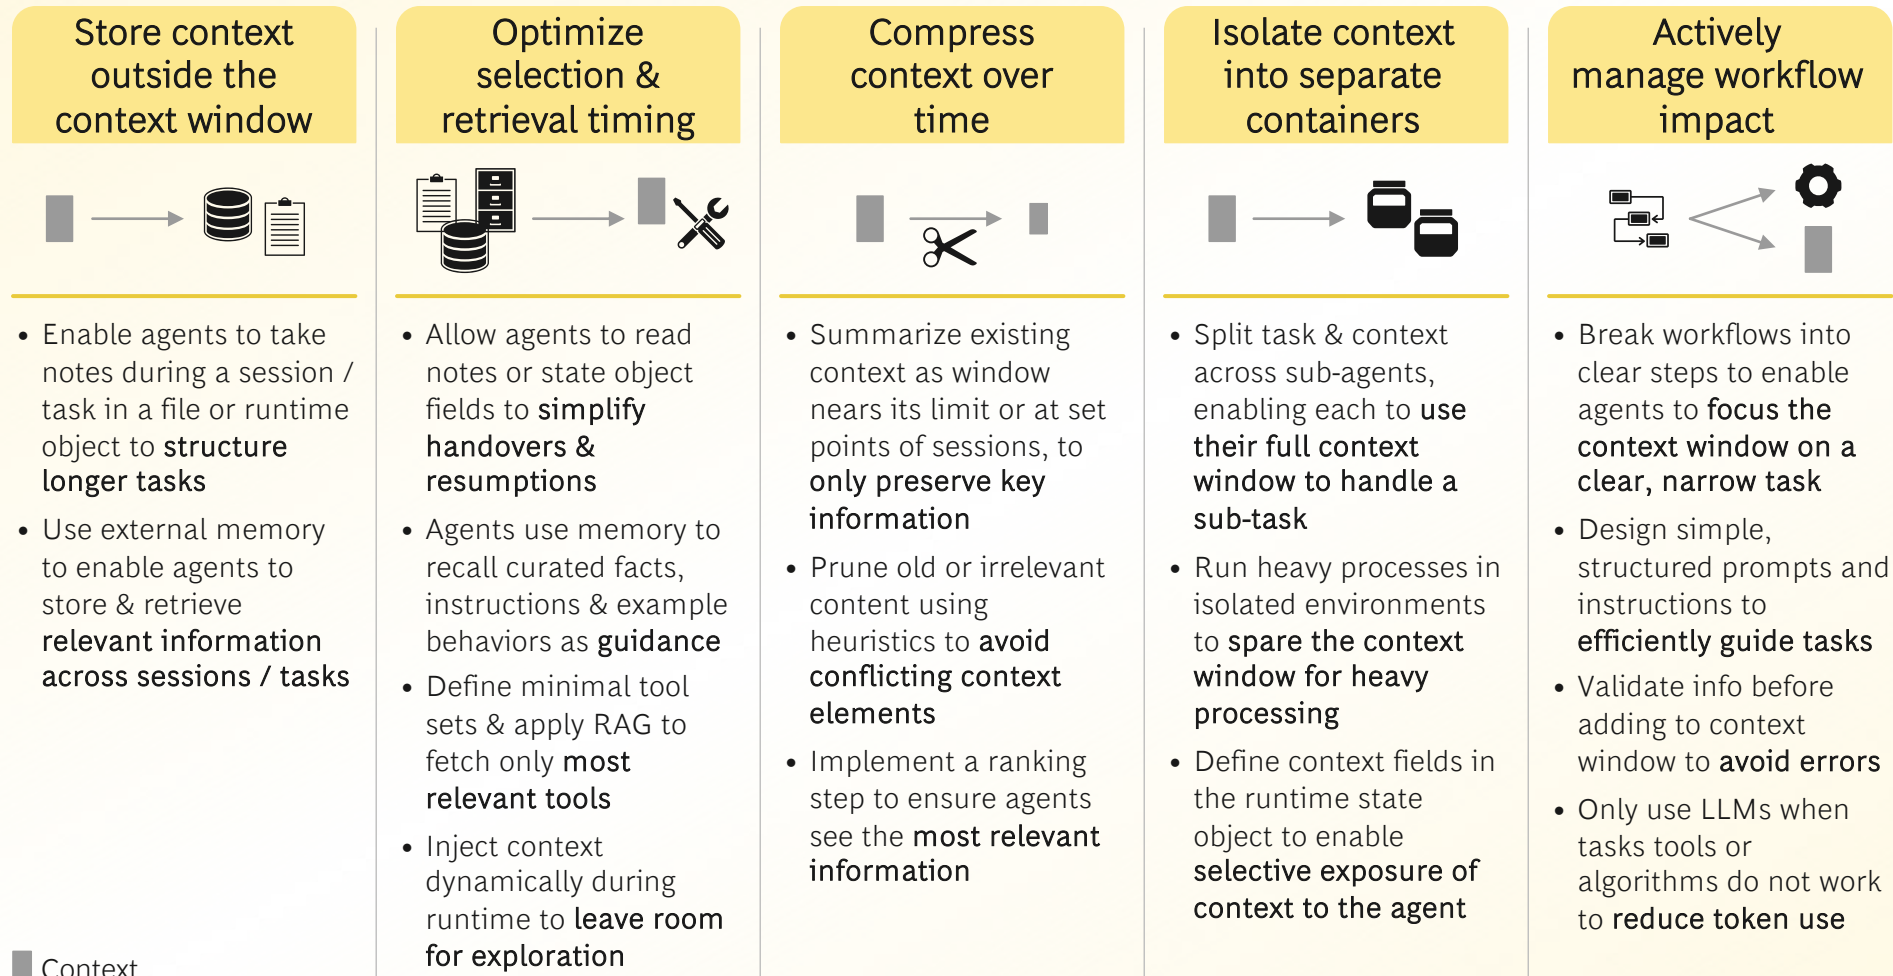 Store context
outside the
context window
Optimize
selection &
retrieval timing
Compress
context over
time
Isolate context
into separate
containers
Actively
manage workflow
impact
• Enable agents to take
notes during a session /
task in a file or runtime
object to structure
longer tasks
• Use external memory
to enable agents to
store & retrieve
relevant information
across sessions / tasks
• Allow agents to read
notes or state object
fields to simplify
handovers &
resumptions
• Agents use memory to
recall curated facts,
instructions & example
behaviors as guidance
• Define minimal tool
sets & apply RAG to
fetch only most
relevant tools
• Inject context
dynamically during
runtime to leave room
for exploration
• Summarize existing
context as window
nears its limit or at set
points of sessions, to
only preserve key
information
• Prune old or irrelevant
content using
heuristics to avoid
conflicting context
elements
• Implement a ranking
step to ensure agents
see the most relevant
information
• Split task & context
across sub-agents,
enabling each to use
their full context
window to handle a
sub-task
• Run heavy processes in
isolated environments
to spare the context
window for heavy
processing
• Define context fields in
the runtime state
object to enable
selective exposure of
context to the agent
• Break workflows into
clear steps to enable
agents to focus the
context window on a
clear, narrow task
• Design simple,
structured prompts and
instructions to
efficiently guide tasks
• Validate info before
adding to context
window to avoid errors
• Only use LLMs when
tasks tools or
algorithms do not work
to reduce token use
Context